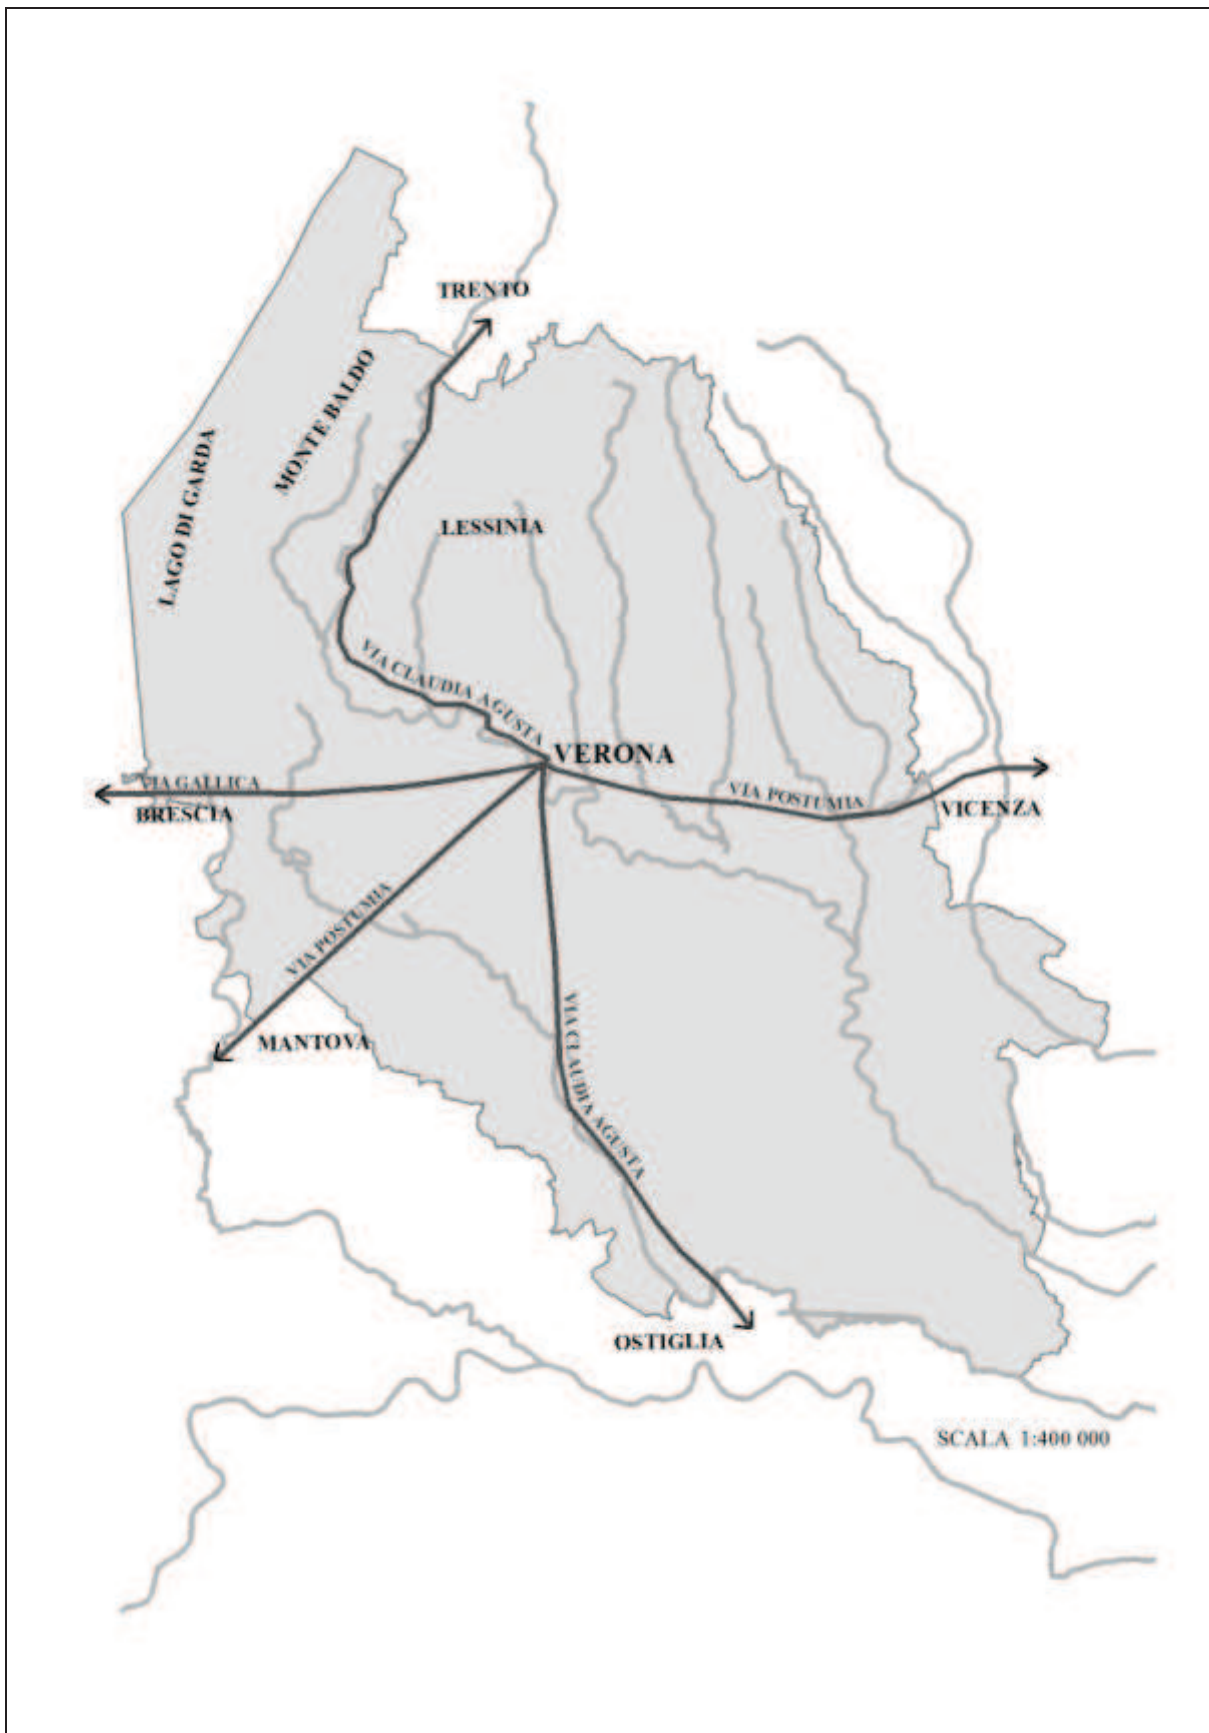 TRENTO
MONTE BALDO
LAGO DI GARDA
LESSINIA
VIA CLAUDIA AGUSTA
VERONA
VIA GALLICA
BRESCIA
VIA POSTUMIA
VICENZA
VIA POSTUMIA
MANTOVA
VIA CLAUDIA AGUSTA
OSTIGLIA
SCALA 1:400 000